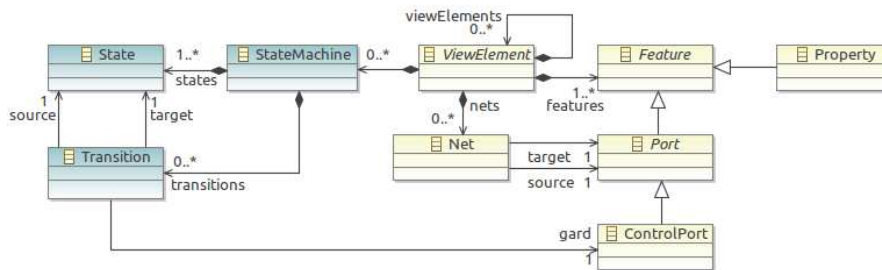 viewElements
0..*
State
1..*
StateMachine
0..*
ViewElement
Feature
Property
states
1
source
1
target
1..*
features
nets
0..*
Net
Port
target 1
source 1
Transition
0..*
transitions
gard
1
ControlPort